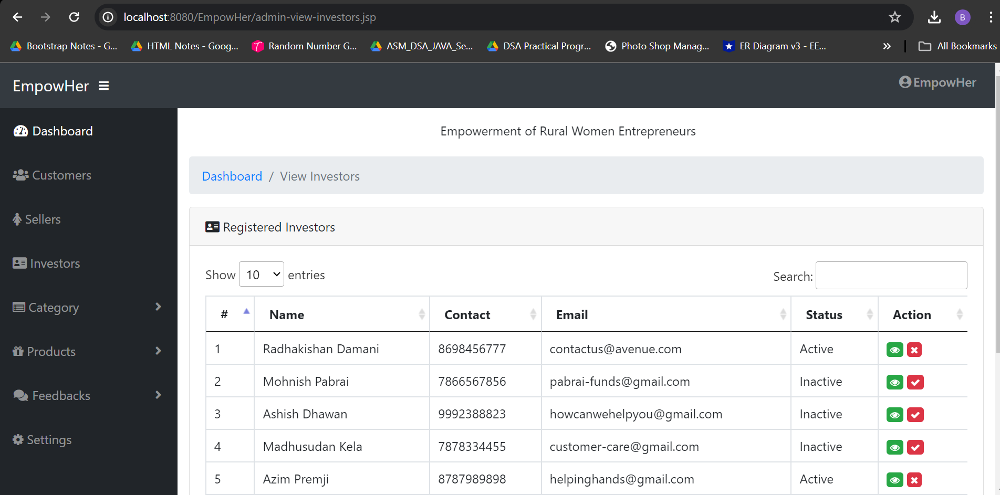 localhost:8080/EmpowHer/admin-view-investors.jsp
B
Bootstrap Notes - G... HTML Notes - Goog... Random Number G... ASM_DSA_JAVA_Se... DSA Practical Progr... Photo Shop Manag... ER Diagram v3 - EE... » All Bookmarks
EmpowHer
EmpowHer
Dashboard
Customers
Sellers
Investors
Category
Products
Feedbacks
Settings
Empowerment of Rural Women Entrepreneurs
Dashboard / View Investors
Registered Investors
Show 10 entries
Search:
# Name Contact Email Status Action
1 Radhakishan Damani 8698456777 contactus@avenue.com Active
2 Mohnish Pabrai 7866567856 pabrai-funds@gmail.com Inactive
3 Ashish Dhawan 9992388823 howcanwehelpyou@gmail.com Inactive
4 Madhusudan Kela 7878334455 customer-care@gmail.com Inactive
5 Azim Premji 8787989898 helpinghands@gmail.com Active